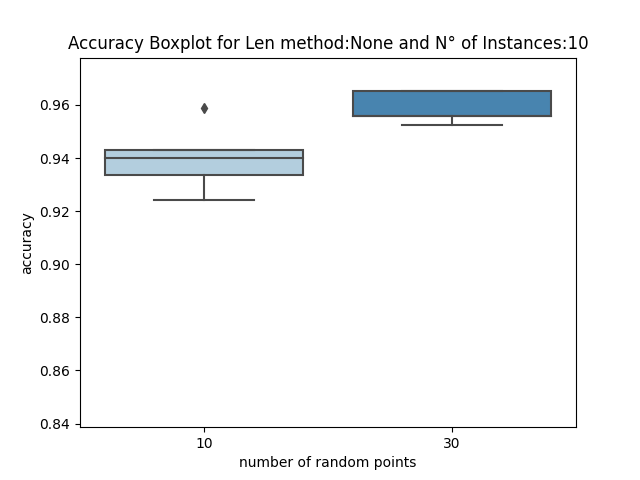 Accuracy Boxplot for Len method:None and N° of Instances:10
0.96
0.94
0.92
0.90
0.88
0.86
0.84
accuracy
10 30
number of random points